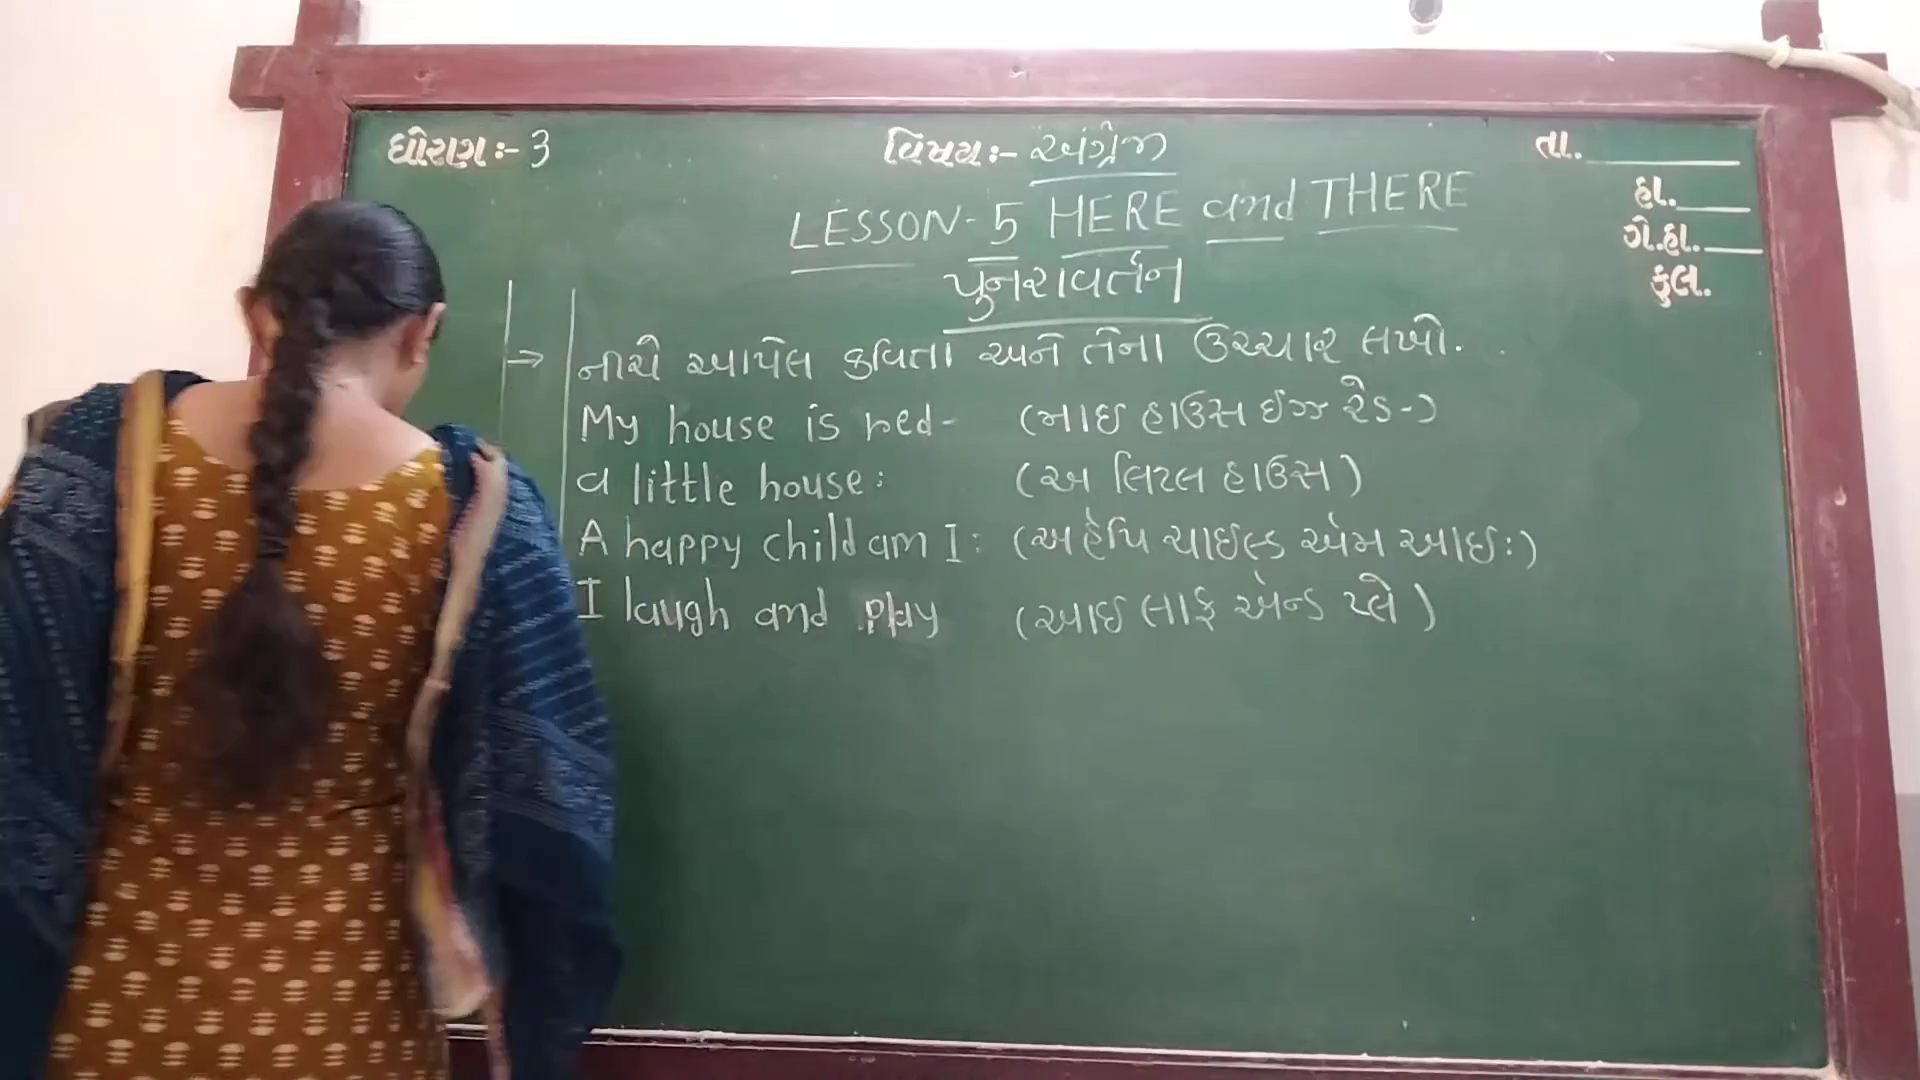 ધોરણ:- 3 વિષય:- અંગ્રેજી તા.
હા.
ગે.હા.
કુલ.
LESSON-5 HERE and THERE
પુનરાવર્તન
→ નીચે આપેલ કવિતા અને તેના ઉચ્ચાર લખો.
My house is red- (માઇ હાઉસ ઇઝ રેડ-)
a little house: (અ લિટલ હાઉસ)
A happy child am I: (અ હેપિ ચાઇલ્ડ એમ આઇ:)
I laugh and play (આઇ લાફ એન્ડ પ્લે)